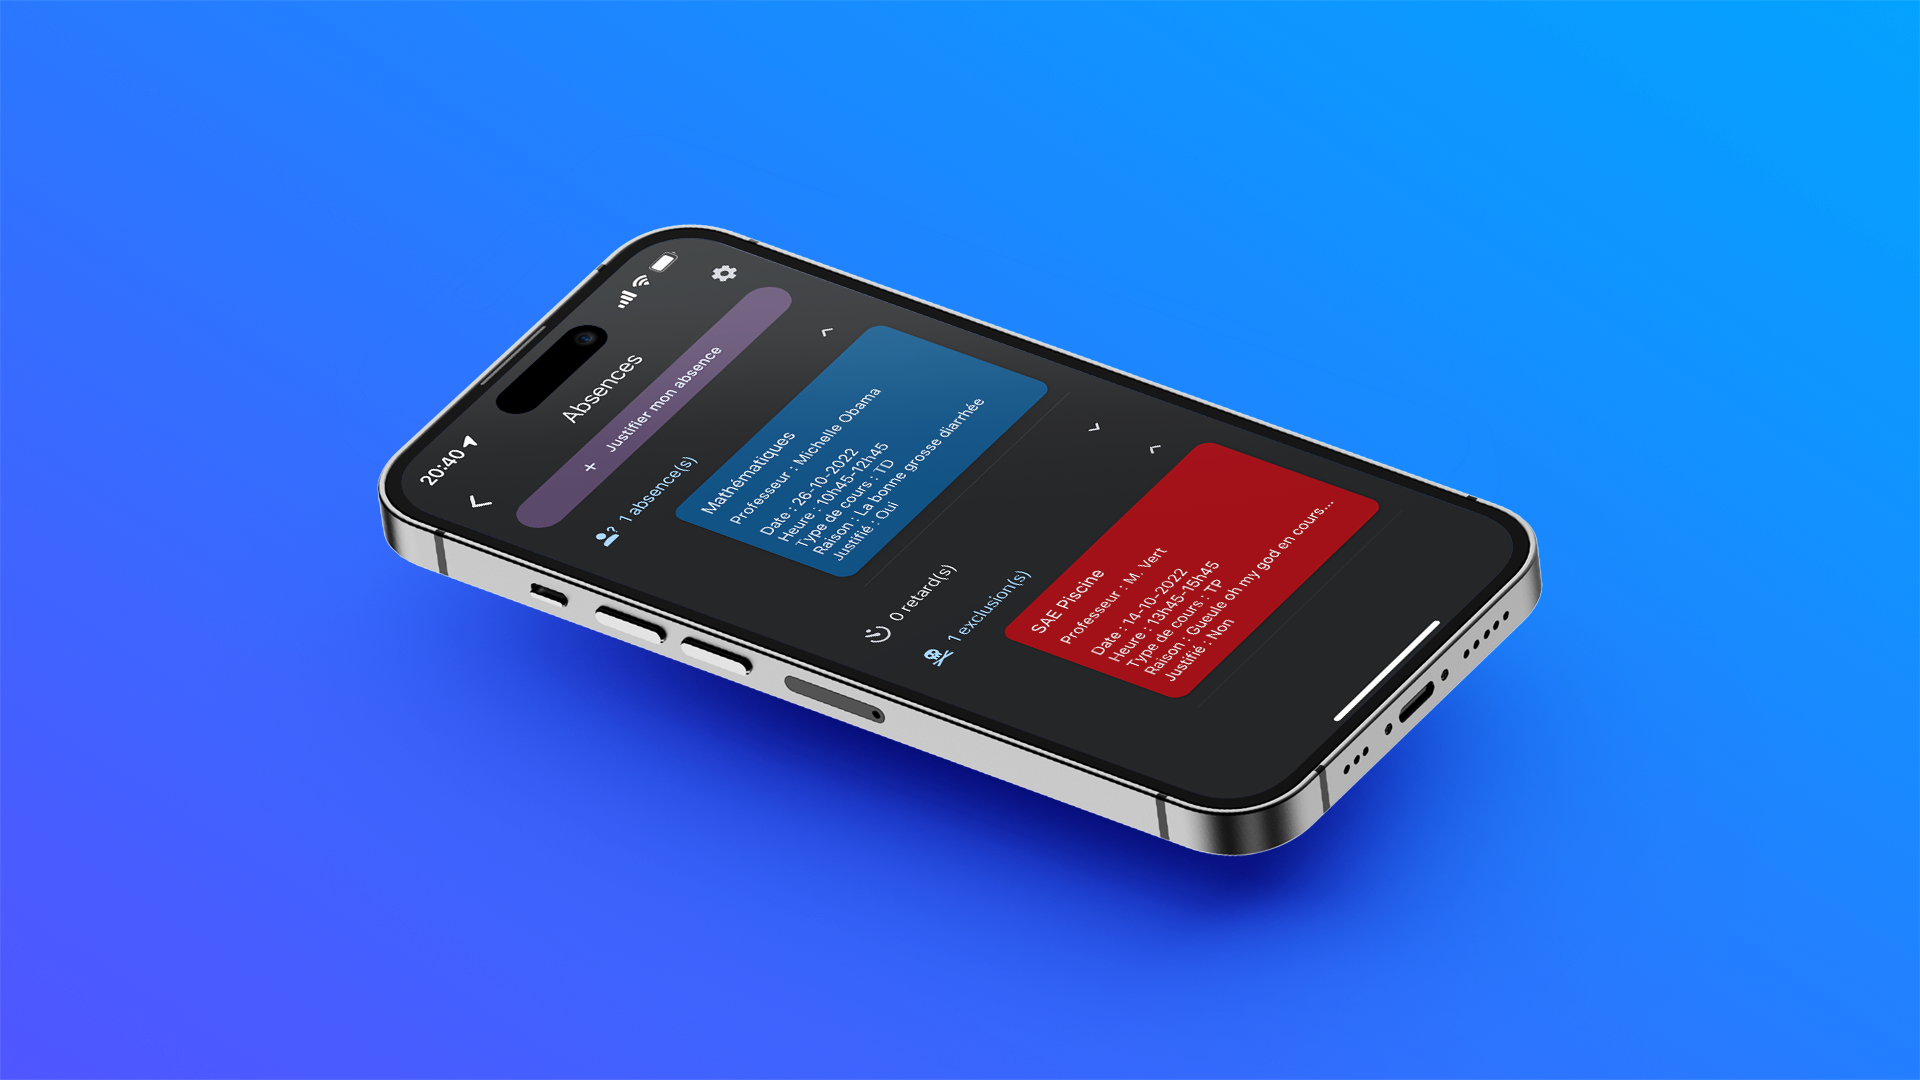 20:40
Absences
+ Justifier mon absence
1 absence(s)
Mathématiques
Professeur : Michelle Obama
Date : 26-10-2022
Heure : 10h45-12h45
Type de cours : TD
Raison : La bonne grosse diarrhée
Justifié : Oui
0 retard(s)
1 exclusion(s)
SAE Piscine
Professeur : M. Vert
Date : 14-10-2022
Heure : 13h45-15h45
Type de cours : TP
Raison : Gueule oh my god en cours...
Justifié : Non